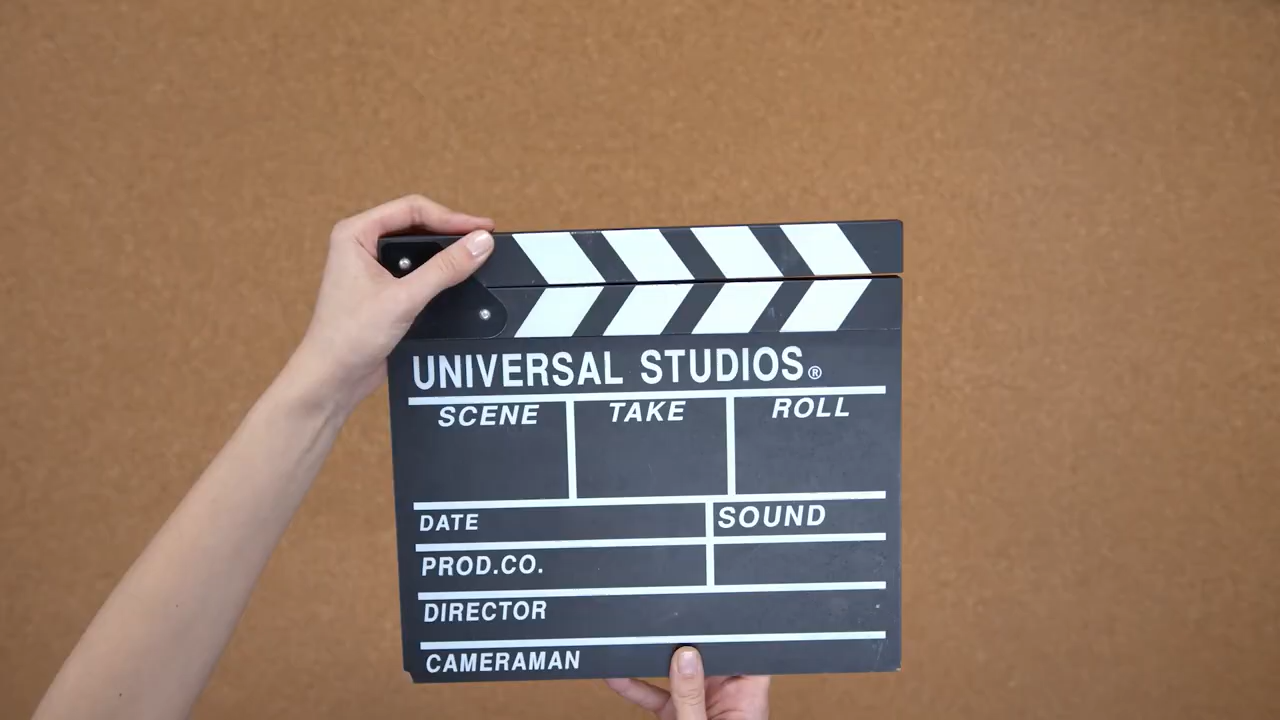 UNIVERSAL STUDIOS®
SCENE TAKE ROLL
DATE SOUND
PROD.CO.
DIRECTOR
CAMERAMAN